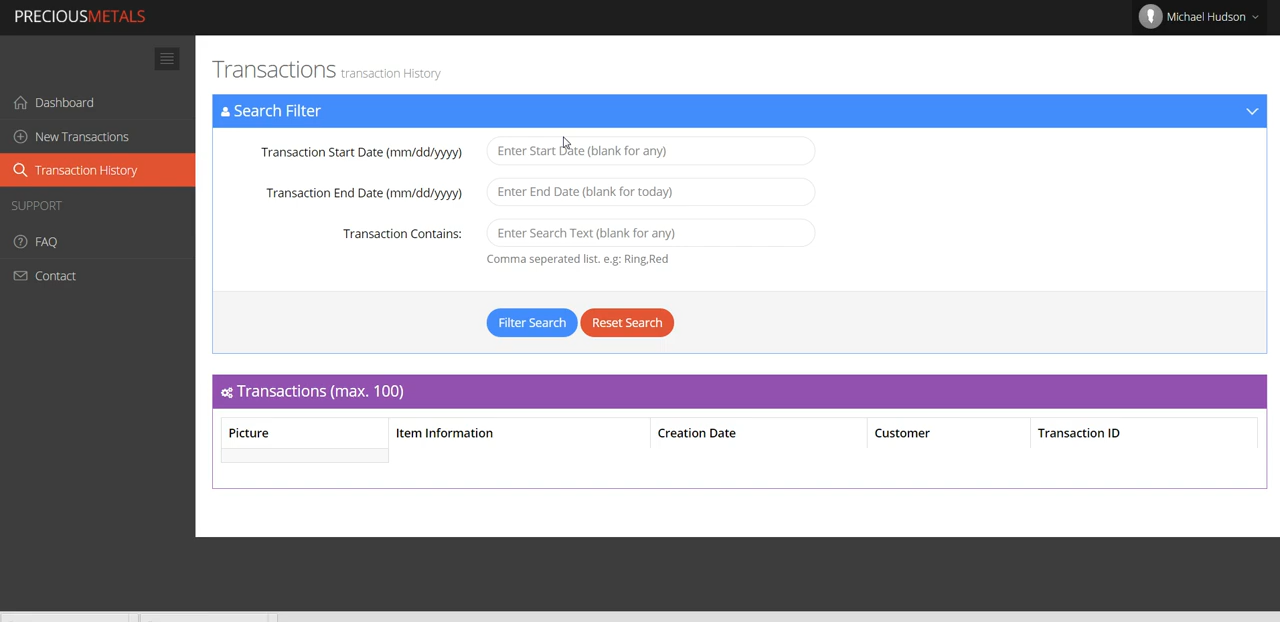 PRECIOUSMETALS
Michael Hudson
Dashboard
New Transactions
Transaction History
SUPPORT
FAQ
Contact
Transactions transaction History
Search Filter
Transaction Start Date (mm/dd/yyyy) Enter Start Date (blank for any)
Transaction End Date (mm/dd/yyyy) Enter End Date (blank for today)
Transaction Contains: Enter Search Text (blank for any)
Comma seperated list. e.g: Ring,Red
Filter Search Reset Search
Transactions (max. 100)
Picture Item Information Creation Date Customer Transaction ID